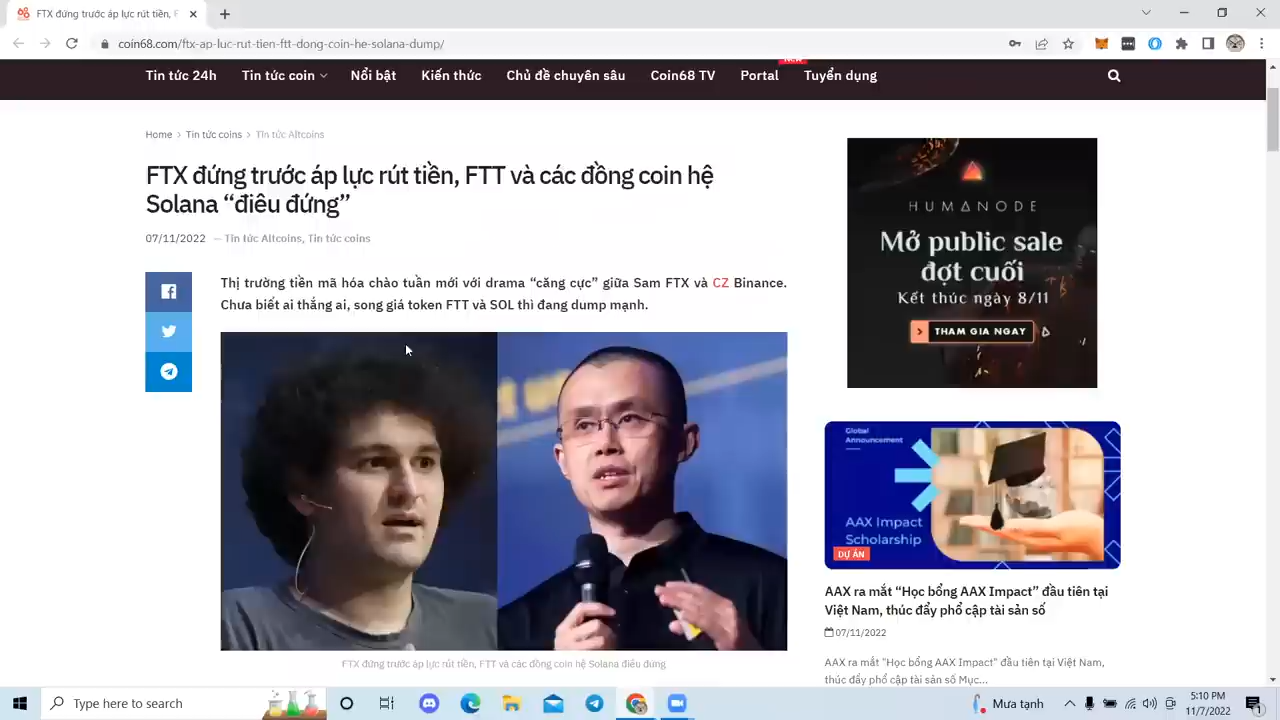 FTX đứng trước áp lực rút tiền, F
coin68.com/ftx-ap-luc-rut-tien-ftt-dong-coin-he-solana-dump/
Tin tức 24h
Tin tức coin
Nổi bật
Kiến thức
Chủ đề chuyên sâu
Coin68 TV
Portal
New
Tuyển dụng
Home > Tin tức coins > Tin tức Altcoins
FTX đứng trước áp lực rút tiền, FTT và các đồng coin hệ
Solana “điêu đứng”
07/11/2022 — Tin tức Altcoins, Tin tức coins
Thị trường tiền mã hóa chào tuần mới với drama “căng cực” giữa Sam FTX và CZ Binance.
Chưa biết ai thắng ai, song giá token FTT và SOL thì đang dump mạnh.
FTX đứng trước áp lực rút tiền, FTT và các đồng coin hệ Solana điêu đứng
HUMANODE
Mở public sale
đợt cuối
Kết thúc ngày 8/11
THAM GIA NGAY
Global
Announcement
AAX Impact
Scholarship
DỰ ÁN
AAX ra mắt “Học bổng AAX Impact” đầu tiên tại
Việt Nam, thúc đẩy phổ cập tài sản số
07/11/2022
AAX ra mắt "Học bổng AAX Impact" đầu tiên tại Việt Nam,
thúc đẩy phổ cập tài sản số Mục...
Type here to search
Mưa tạnh
5:10 PM
11/7/2022
1